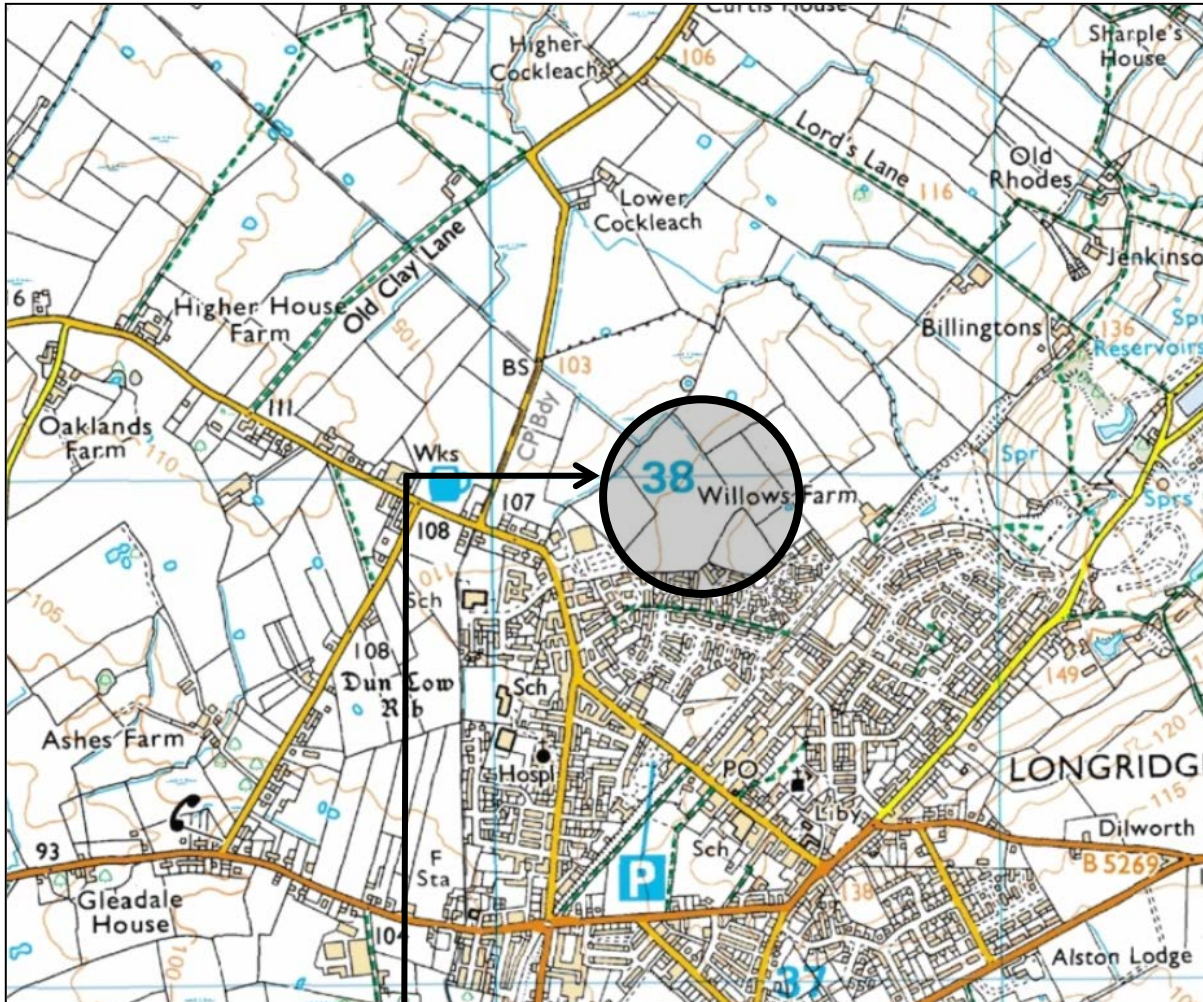 Curtis House
Sharple's
House
Higher
Cockleach
106
Lord's Lane
Old
Rhodes
116
Lower
Cockleach
Jenkinso
16
Higher House
Farm
Old Clay Lane
105
Billingtons
136
Spr
Reservoirs
BS
103
111
Oaklands
Farm
110
CP Bdy
Wks
38
Willows Farm
Spr
Sprs
107
108
110
Sch
105
108
Dun Low
Rib
149
Sch
Ashes Farm
120
Hospl
PO
LONGRIDG
115
Liby
93
Dilworth
F
Sta
Sch
B 5269
P
138
Gleadale
House
104
100
37
Alston Lodge